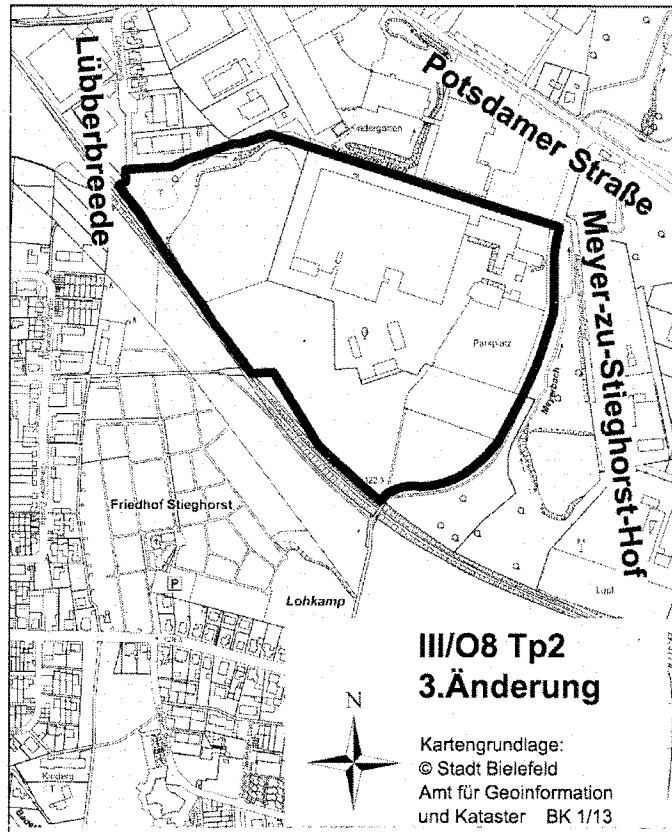 Lübberbreede
Potsdamer Straße
Kindergarten
Meyer-zu-Stieghorst-Hof
Parkplatz
Meyerbach
Friedhof Stieghorst
P
Lohkamp
III/O8 Tp2
3.Änderung
N
Kartengrundlage:
© Stadt Bielefeld
Amt für Geoinformation
und Kataster BK 1/13